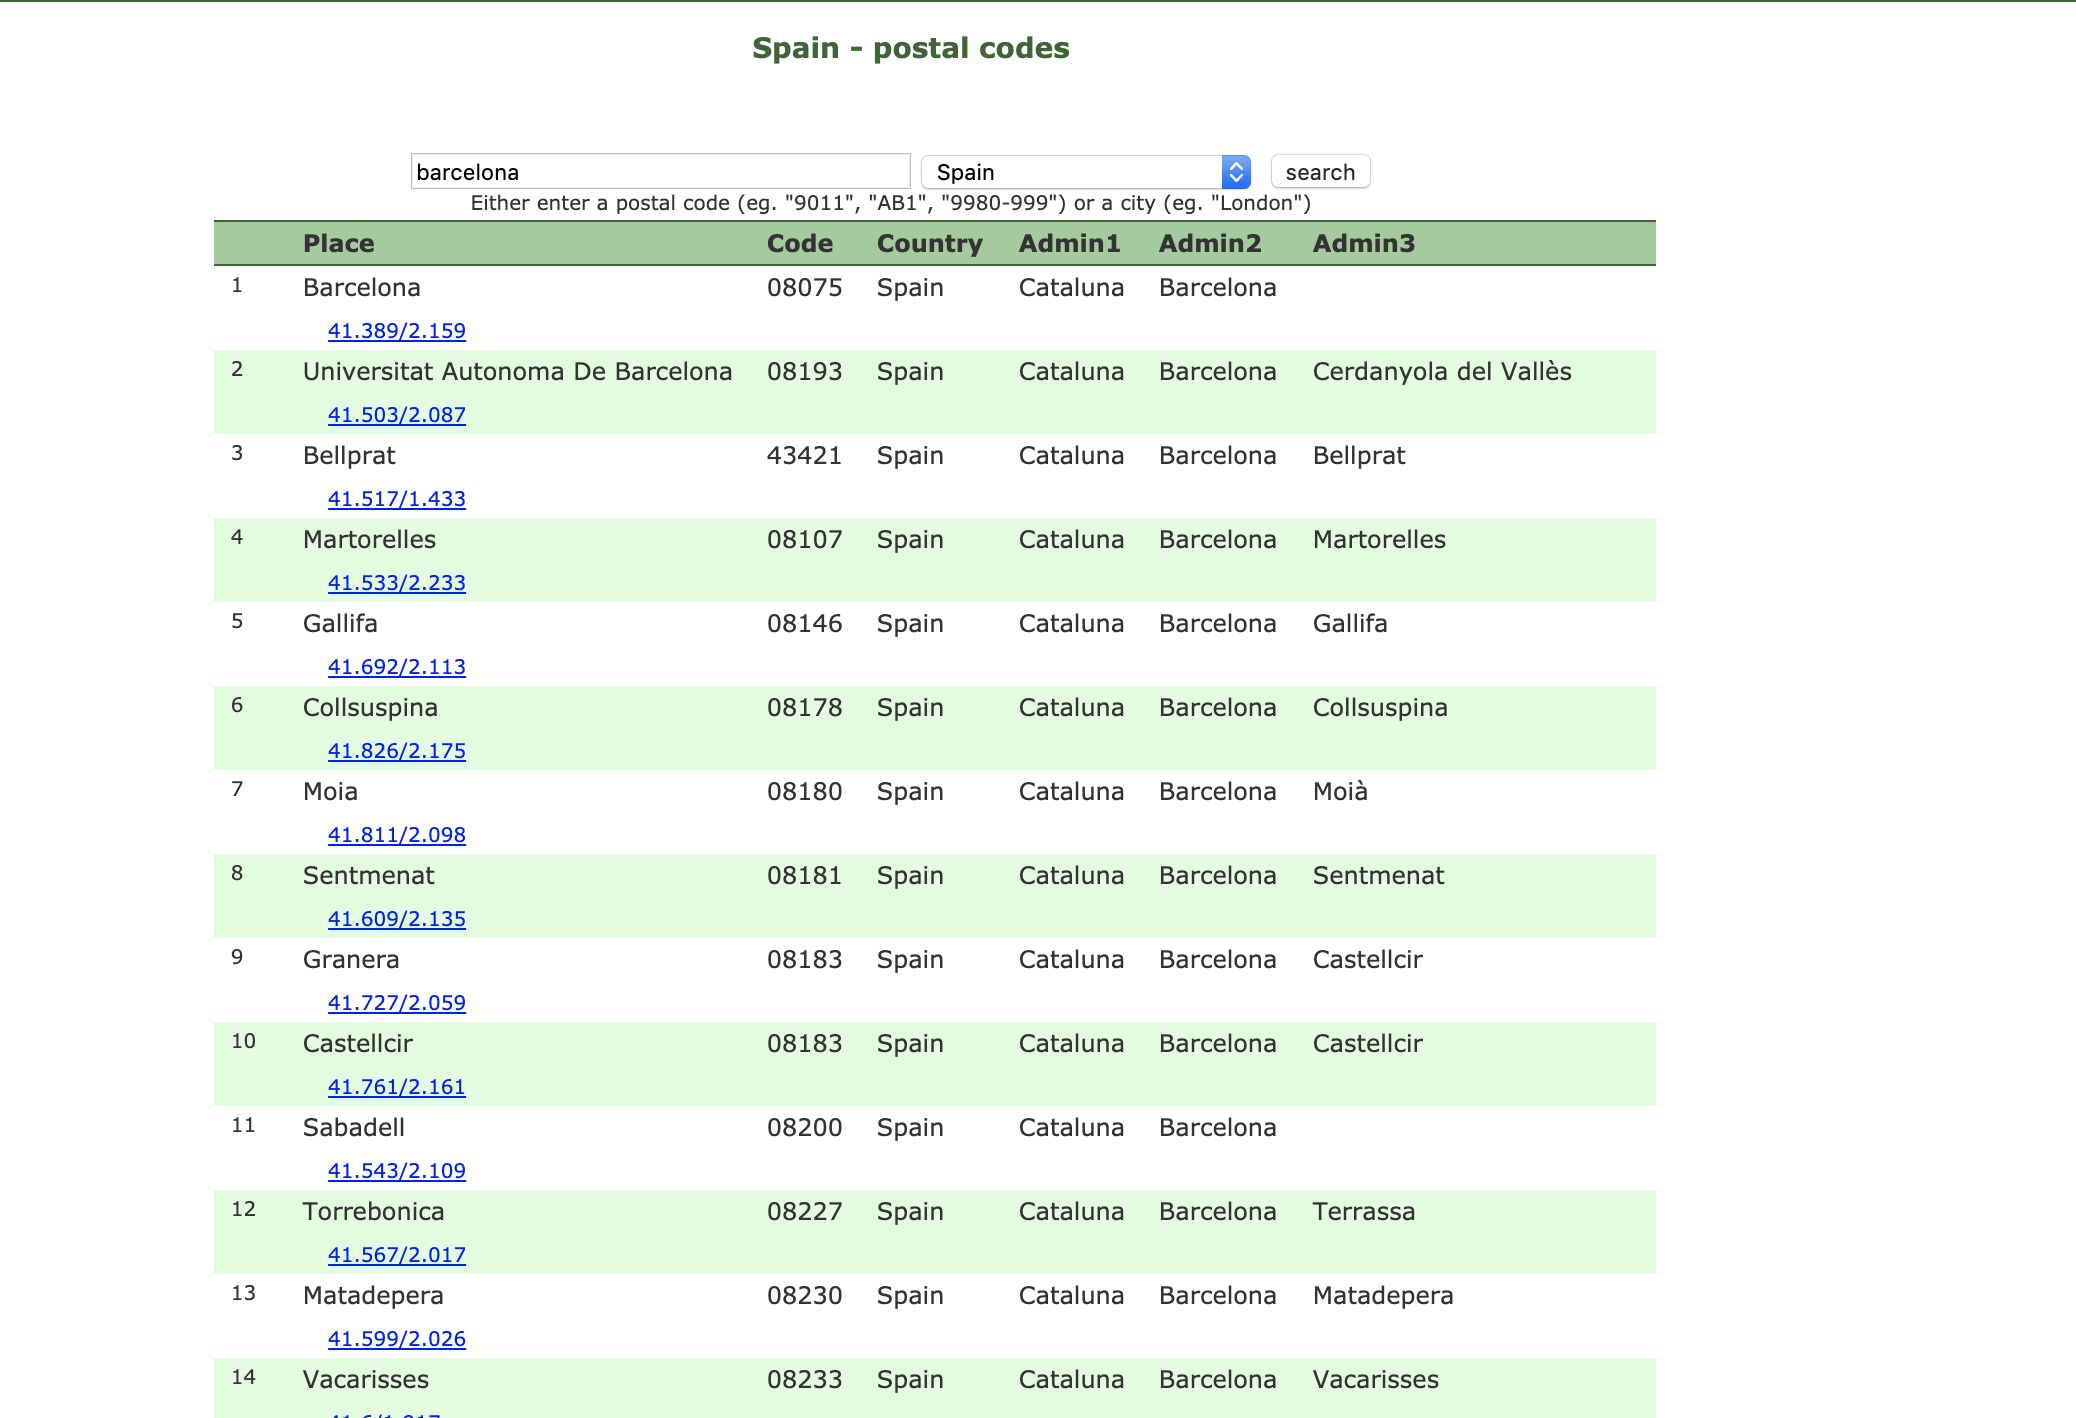 Spain - postal codes
barcelona Spain search
Either enter a postal code (eg. "9011", "AB1", "9980-999") or a city (eg. "London")
Place Code Country Admin1 Admin2 Admin3
1 Barcelona 08075 Spain Cataluna Barcelona
41.389/2.159
2 Universitat Autonoma De Barcelona 08193 Spain Cataluna Barcelona Cerdanyola del Vallès
41.503/2.087
3 Bellprat 43421 Spain Cataluna Barcelona Bellprat
41.517/1.433
4 Martorelles 08107 Spain Cataluna Barcelona Martorelles
41.533/2.233
5 Gallifa 08146 Spain Cataluna Barcelona Gallifa
41.692/2.113
6 Collsuspina 08178 Spain Cataluna Barcelona Collsuspina
41.826/2.175
7 Moia 08180 Spain Cataluna Barcelona Moià
41.811/2.098
8 Sentmenat 08181 Spain Cataluna Barcelona Sentmenat
41.609/2.135
9 Granera 08183 Spain Cataluna Barcelona Castellcir
41.727/2.059
10 Castellcir 08183 Spain Cataluna Barcelona Castellcir
41.761/2.161
11 Sabadell 08200 Spain Cataluna Barcelona
41.543/2.109
12 Torrebonica 08227 Spain Cataluna Barcelona Terrassa
41.567/2.017
13 Matadepera 08230 Spain Cataluna Barcelona Matadepera
41.599/2.026
14 Vacarisses 08233 Spain Cataluna Barcelona Vacarisses